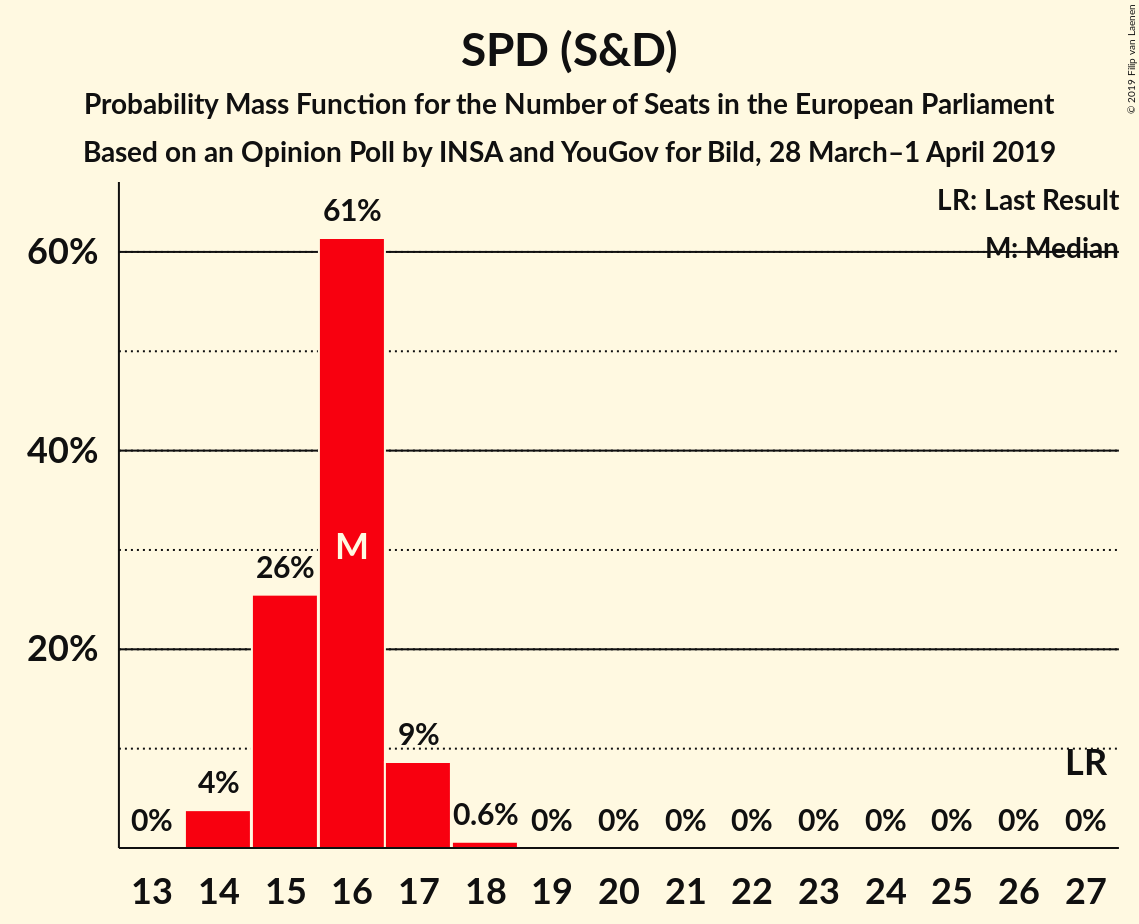 SPD (S&D)
Probability Mass Function for the Number of Seats in the European Parliament
Based on an Opinion Poll by INSA and YouGov for Bild, 28 March–1 April 2019
© 2019 Filip van Laenen
LR: Last Result
M: Median
60%
40%
20%
0% 4% 26% 61% 9% 0.6% 0% 0% 0% 0% 0% 0% 0% 0% 0%
M
LR
13 14 15 16 17 18 19 20 21 22 23 24 25 26 27